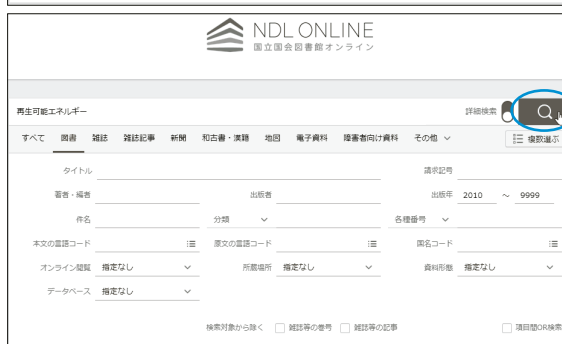 NDL ONLINE
国立国会図書館オンライン
再生可能エネルギー 詳細検索
すべて 図書 雑誌 雑誌記事 新聞 和古書・漢籍 地図 電子資料 障害者向け資料 その他 複数選ぶ
タイトル 請求記号
著者・編者 出版者 出版年 2010 ～ 9999
件名 分類 各種番号
本文の言語コード 原文の言語コード 国名コード
オンライン閲覧 指定なし 所蔵場所 指定なし 資料形態 指定なし
データベース 指定なし
検索対象から除く 雑誌等の巻号 雑誌等の記事 項目間OR検索